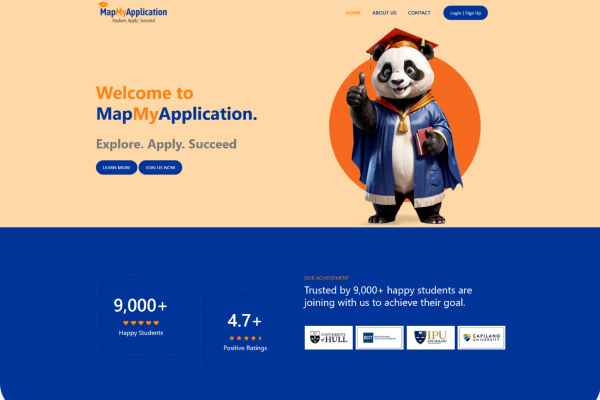 MapMyApplication
Explore. Apply. Succeed
HOME
ABOUT US
CONTACT
Login | Sign Up
Welcome to
MapMyApplication.
Explore. Apply. Succeed
LEARN MORE
JOIN US NOW
OUR ACHIEVEMENT
Trusted by 9,000+ happy students are
joining with us to achieve their goal.
9,000+
Happy Students
4.7+
Positive Ratings
UNIVERSITY
of HULL
IPU
CAPILANO
UNIVERSITY